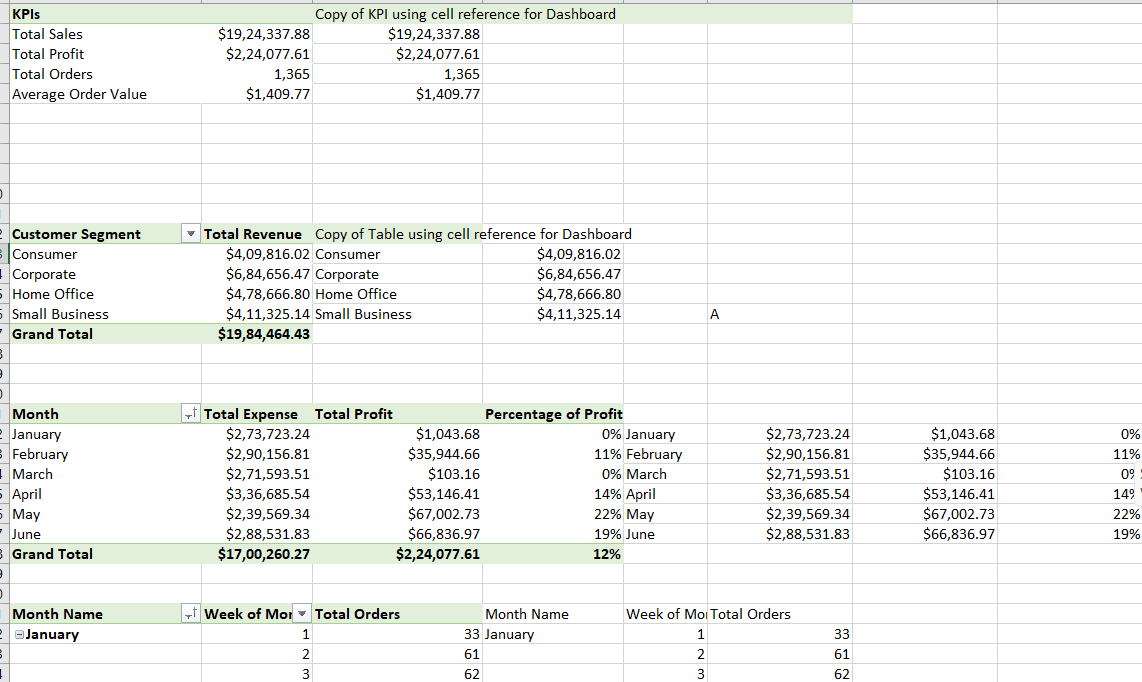 KPIs Copy of KPI using cell reference for Dashboard
Total Sales $19,24,337.88 $19,24,337.88
Total Profit $2,24,077.61 $2,24,077.61
Total Orders 1,365 1,365
Average Order Value $1,409.77 $1,409.77
Customer Segment Total Revenue Copy of Table using cell reference for Dashboard
Consumer $4,09,816.02 Consumer $4,09,816.02
Corporate $6,84,656.47 Corporate $6,84,656.47
Home Office $4,78,666.80 Home Office $4,78,666.80
Small Business $4,11,325.14 Small Business $4,11,325.14 A
Grand Total $19,84,464.43
Month Total Expense Total Profit Percentage of Profit
January $2,73,723.24 $1,043.68 0% January $2,73,723.24 $1,043.68 0%
February $2,90,156.81 $35,944.66 11% February $2,90,156.81 $35,944.66 11%
March $2,71,593.51 $103.16 0% March $2,71,593.51 $103.16 0%
April $3,36,685.54 $53,146.41 14% April $3,36,685.54 $53,146.41 14%
May $2,39,569.34 $67,002.73 22% May $2,39,569.34 $67,002.73 22%
June $2,88,531.83 $66,836.97 19% June $2,88,531.83 $66,836.97 19%
Grand Total $17,00,260.27 $2,24,077.61 12%
Month Name Week of Mor Total Orders Month Name Week of Mo Total Orders
January 1 33 January 1 33
2 61 2 61
3 62 3 62